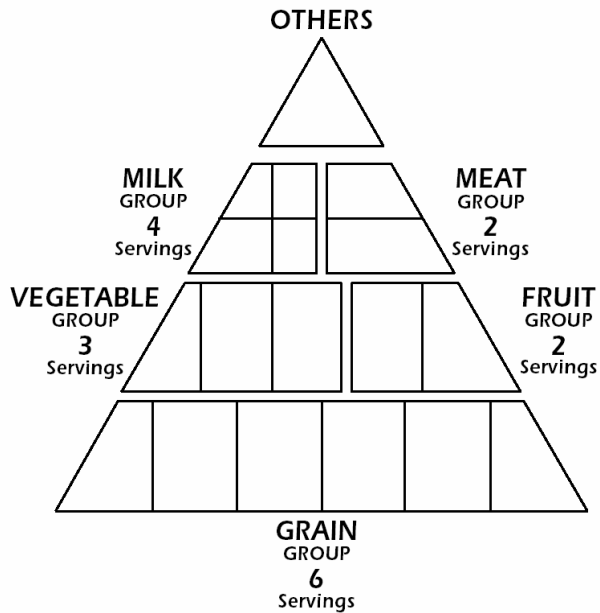 OTHERS
MILK
GROUP
4
Servings
MEAT
GROUP
2
Servings
VEGETABLE
GROUP
3
Servings
FRUIT
GROUP
2
Servings
GRAIN
GROUP
6
Servings